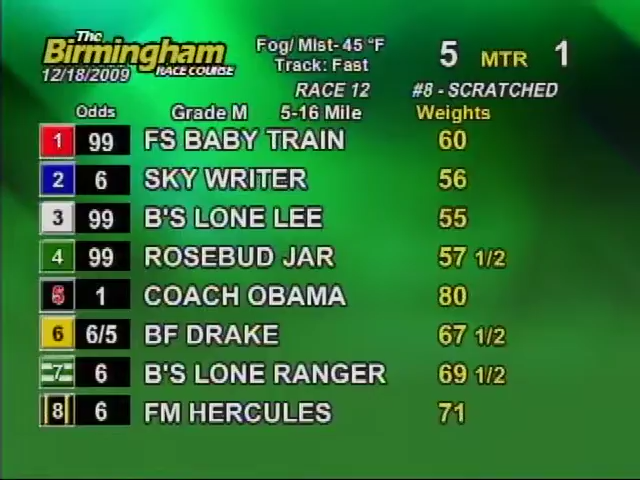 The
Birmingham
RACE COURSE
12/18/2009
Fog/ Mist- 45 °F
Track: Fast
5 MTR 1
RACE 12 #8 - SCRATCHED
Odds Grade M 5-16 Mile Weights
1 99 FS BABY TRAIN 60
2 6 SKY WRITER 56
3 99 B'S LONE LEE 55
4 99 ROSEBUD JAR 57 1/2
5 1 COACH OBAMA 80
6 6/5 BF DRAKE 67 1/2
7 6 B'S LONE RANGER 69 1/2
8 6 FM HERCULES 71